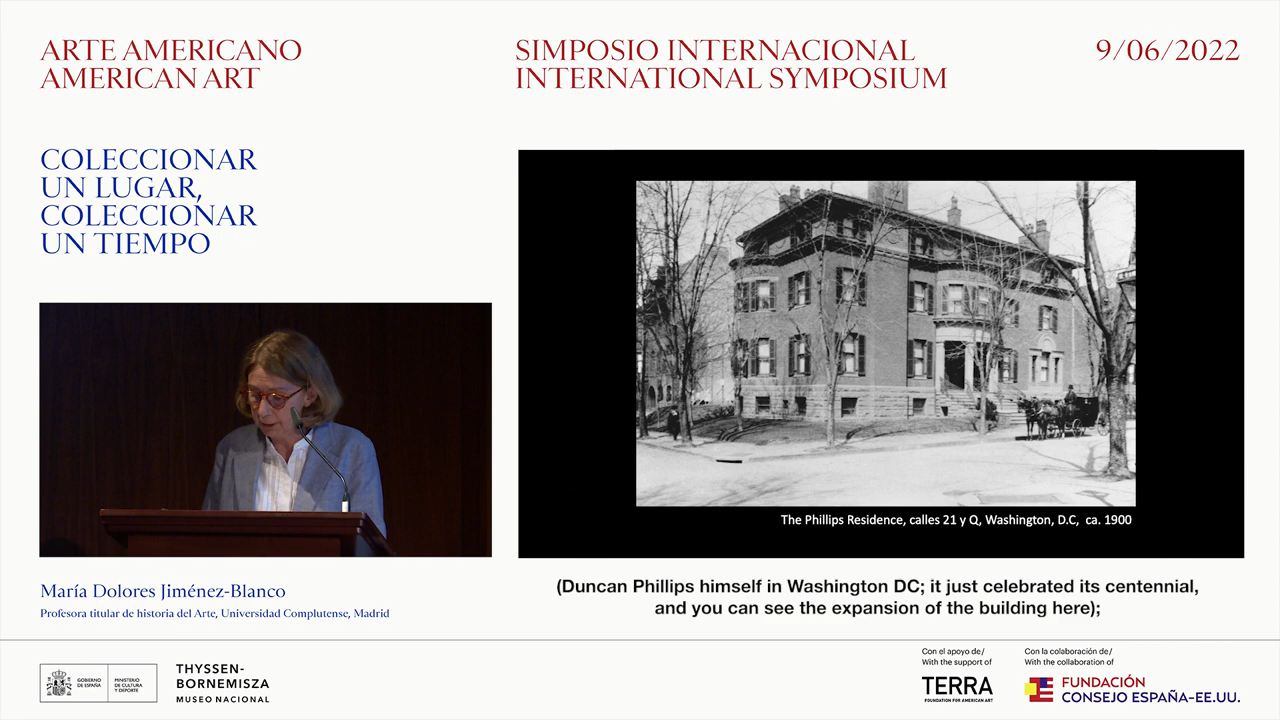 ARTE AMERICANO
AMERICAN ART
SIMPOSIO INTERNACIONAL
INTERNATIONAL SYMPOSIUM
9/06/2022
COLECCIONAR
UN LUGAR,
COLECCIONAR
UN TIEMPO
The Phillips Residence, calles 21 y Q, Washington, D.C, ca. 1900
María Dolores Jiménez-Blanco
Profesora titular de historia del Arte, Universidad Complutense, Madrid
(Duncan Phillips himself in Washington DC; it just celebrated its centennial,
and you can see the expansion of the building here);
GOBIERNO
DE ESPAÑA
MINISTERIO
DE CULTURA
Y DEPORTE
THYSSEN-
BORNEMISZA
MUSEO NACIONAL
Con el apoyo de/
With the support of
TERRA
FOUNDATION FOR AMERICAN ART
Con la colaboración de/
With the collaboration of
FUNDACIÓN
CONSEJO ESPAÑA-EE.UU.